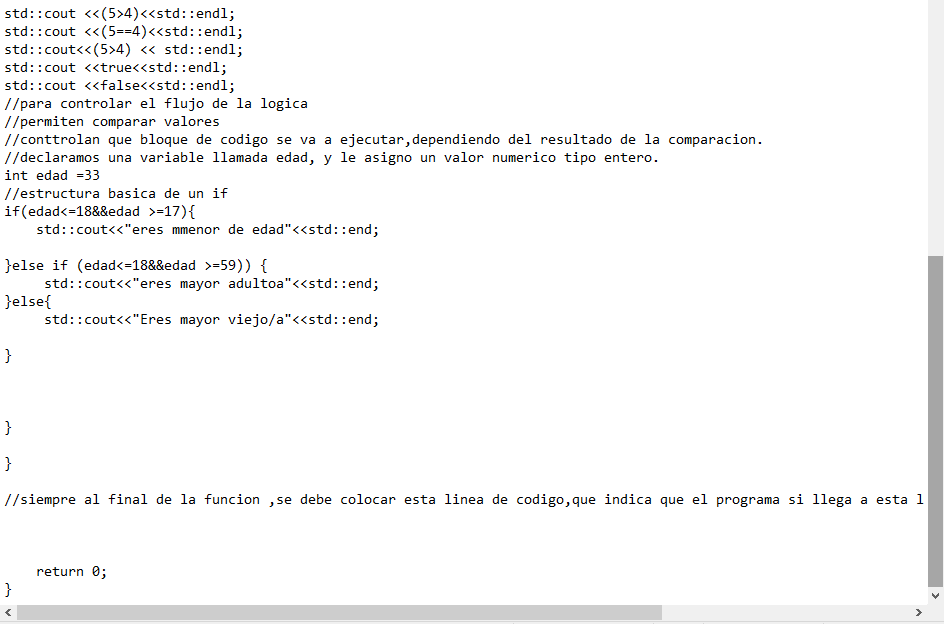 std::cout <<(5>4)<<std::endl;
std::cout <<(5==4)<<std::endl;
std::cout<<(5>4) << std::endl;
std::cout <<true<<std::endl;
std::cout <<false<<std::endl;
//para controlar el flujo de la logica
//permiten comparar valores
//conttrolan que bloque de codigo se va a ejecutar,dependiendo del resultado de la comparacion.
//declaramos una variable llamada edad, y le asigno un valor numerico tipo entero.
int edad =33
//estructura basica de un if
if(edad<=18&&edad >=17){
    std::cout<<"eres mmenor de edad"<<std::end;
}else if (edad<=18&&edad >=59)) {
     std::cout<<"eres mayor adultoa"<<std::end;
}else{
     std::cout<<"Eres mayor viejo/a"<<std::end;
}
}
}
//siempre al final de la funcion ,se debe colocar esta linea de codigo,que indica que el programa si llega a esta l
    return 0;
}